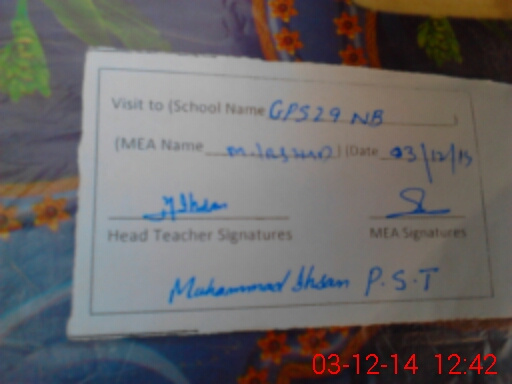 Visit to (School Name GPS 29 NB )
(MEA Name ) (Date 03/12/15
Head Teacher Signatures MEA Signatures
Muhammad Ihsan P.S.T
03-12-14 12:42